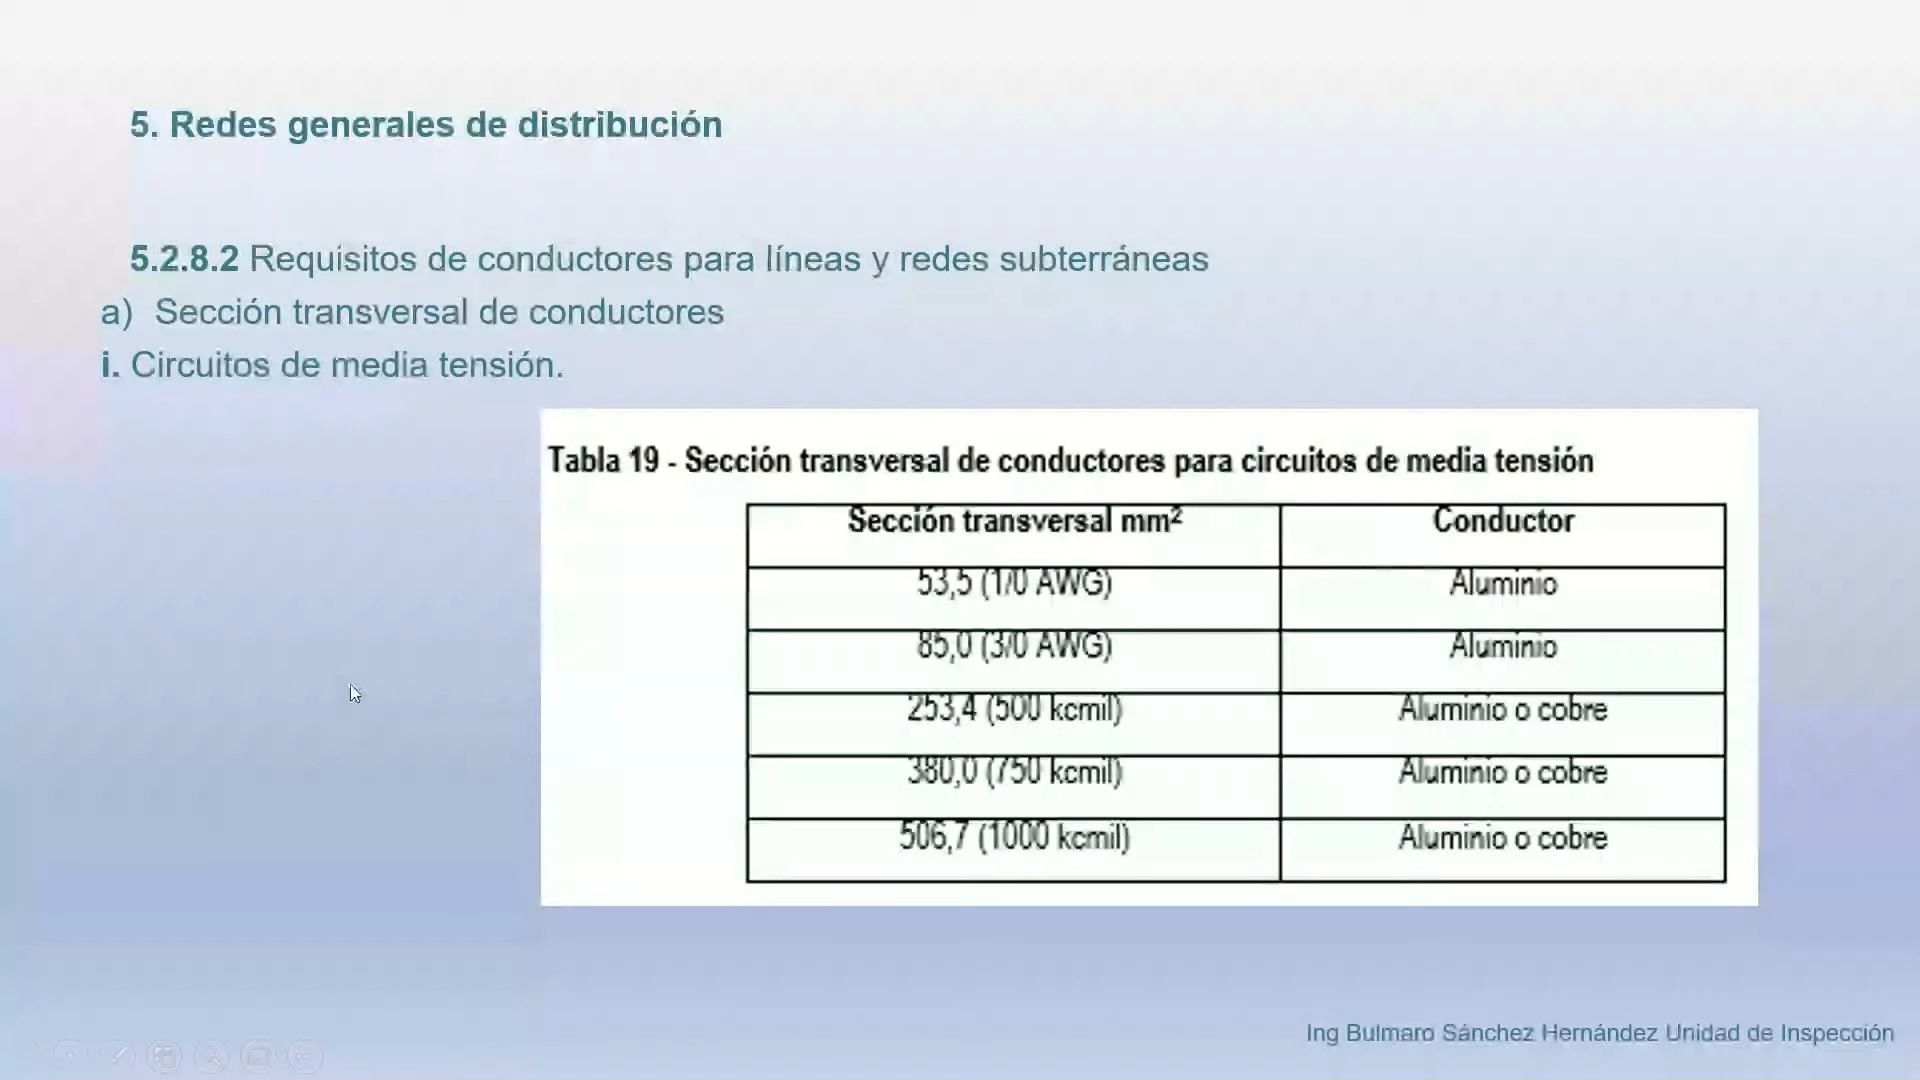 5. Redes generales de distribución
5.2.8.2 Requisitos de conductores para líneas y redes subterráneas
a) Sección transversal de conductores
i. Circuitos de media tensión.
Tabla 19 - Sección transversal de conductores para circuitos de media tensión
Sección transversal mm² Conductor
53,5 (1/0 AWG) Aluminio
85,0 (3/0 AWG) Aluminio
253,4 (500 kcmil) Aluminio o cobre
380,0 (750 kcmil) Aluminio o cobre
506,7 (1000 kcmil) Aluminio o cobre
Ing Bulmaro Sánchez Hernández Unidad de Inspección